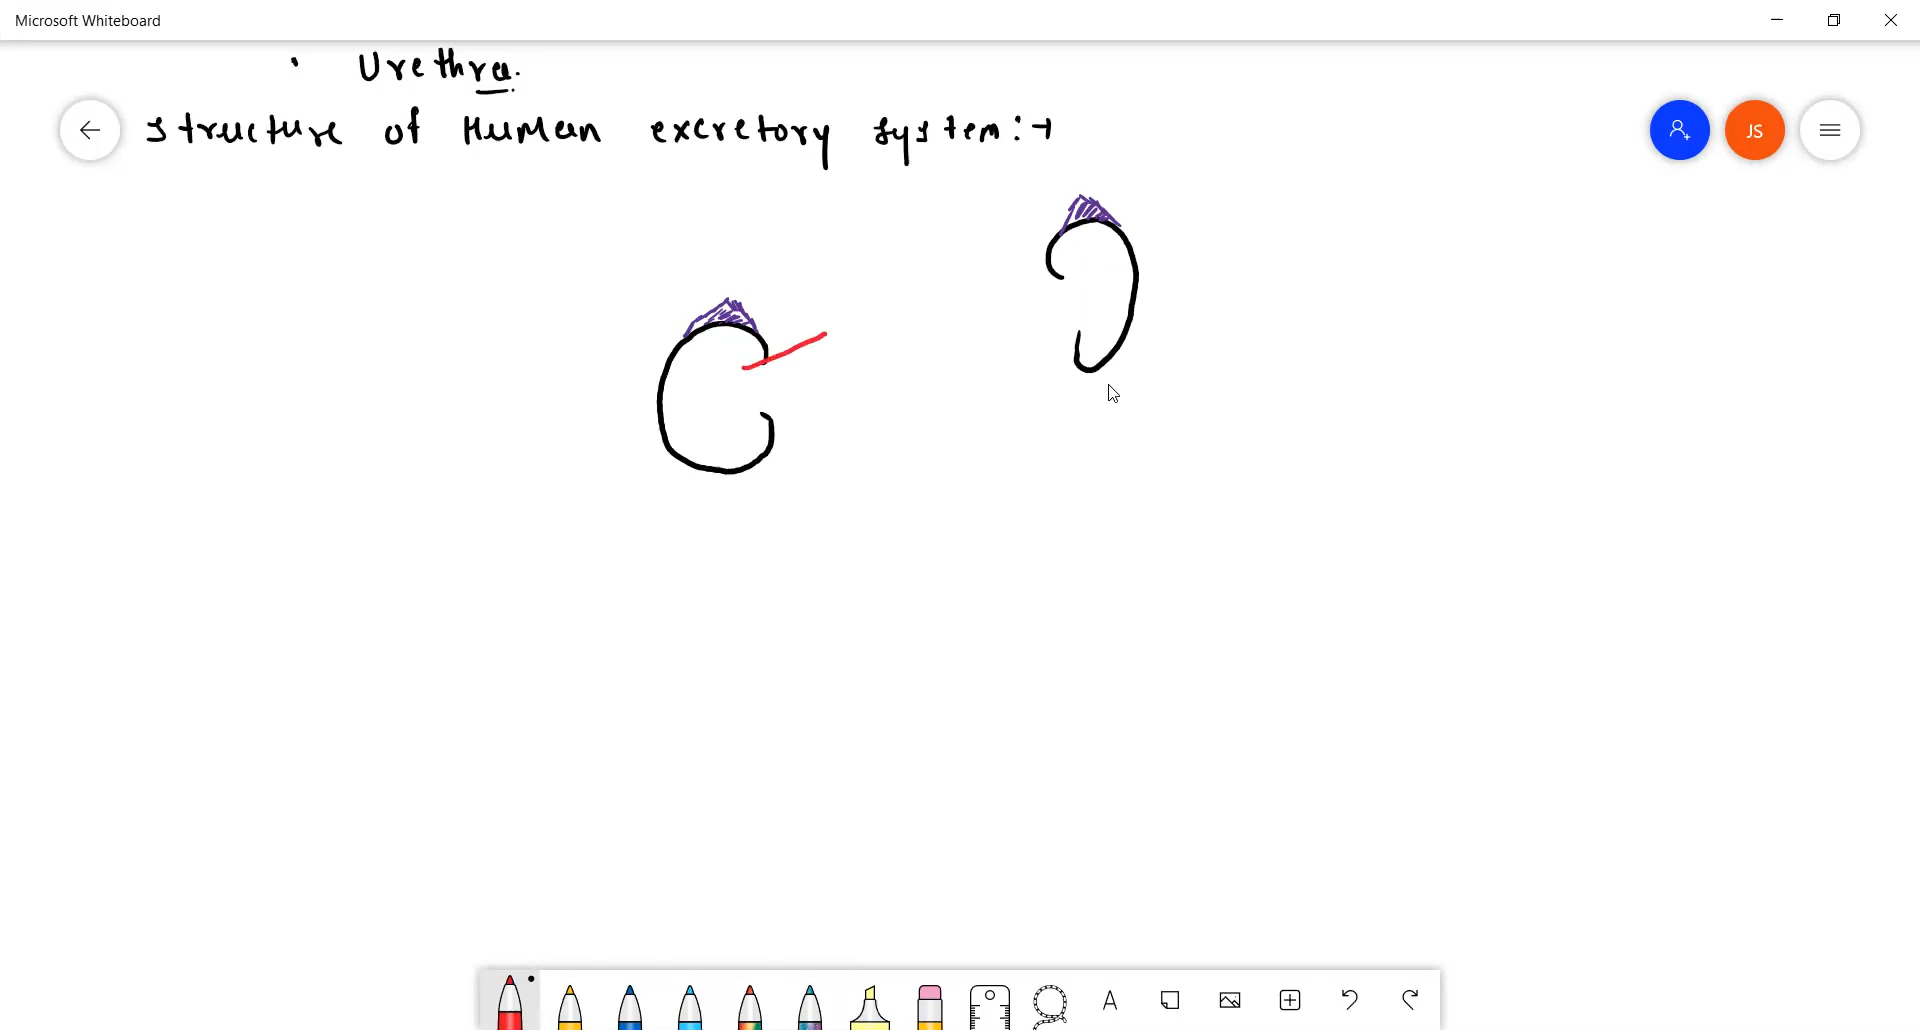 Microsoft Whiteboard
• Urethra.
structure of Human excretory system:→
JS
A